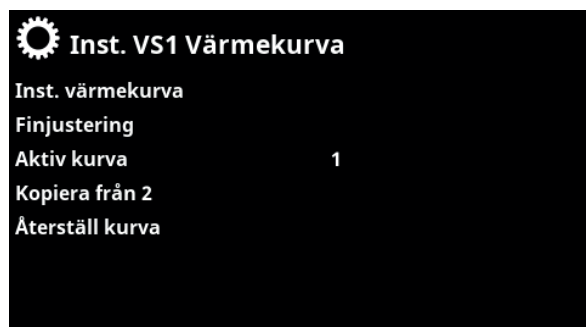 Inst. VS1 Värmekurva
Inst. värmekurva
Finjustering
Aktiv kurva 1
Kopiera från 2
Återställ kurva